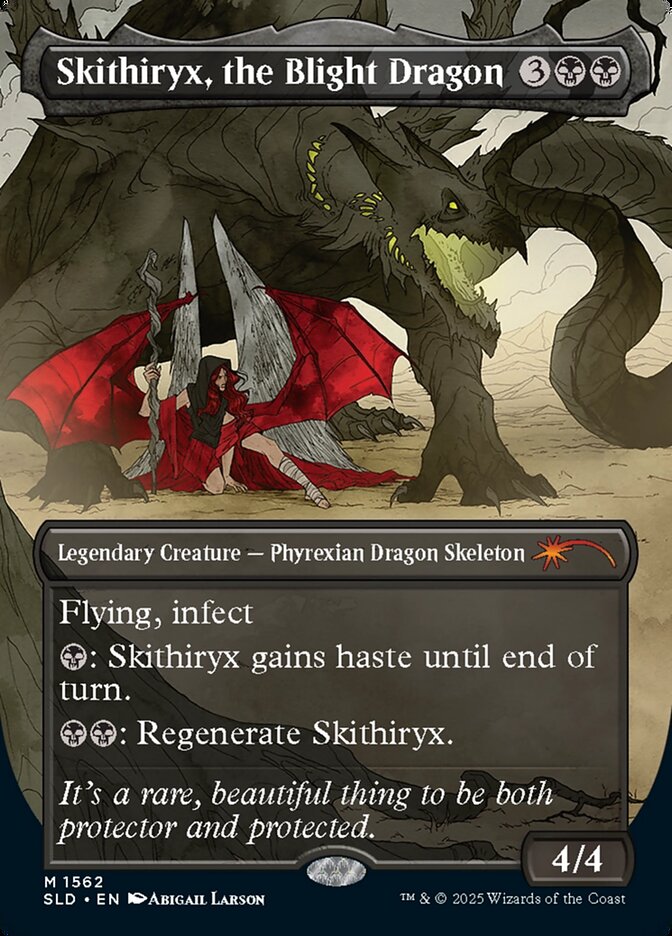 Skithiryx, the Blight Dragon 3
Legendary Creature — Phyrexian Dragon Skeleton
Flying, infect
: Skithiryx gains haste until end of
turn.
: Regenerate Skithiryx.
It's a rare, beautiful thing to be both
protector and protected.
4/4
M 1562
SLD • EN Abigail Larson
™ & © 2025 Wizards of the Coast